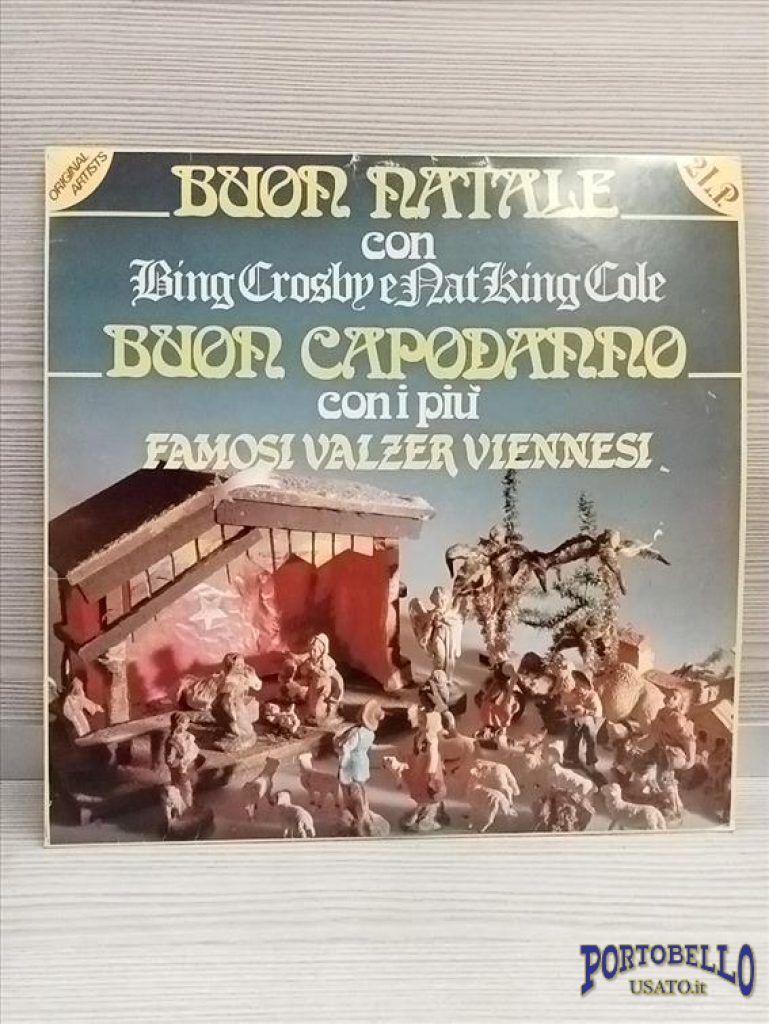 ORIGINAL
ARTISTS
2 L.P.
BUON NATALE
con
Bing Crosby e Nat King Cole
BUON CAPODANNO
con i più
FAMOSI VALZER VIENNESI
PORTOBELLO
USATO.it